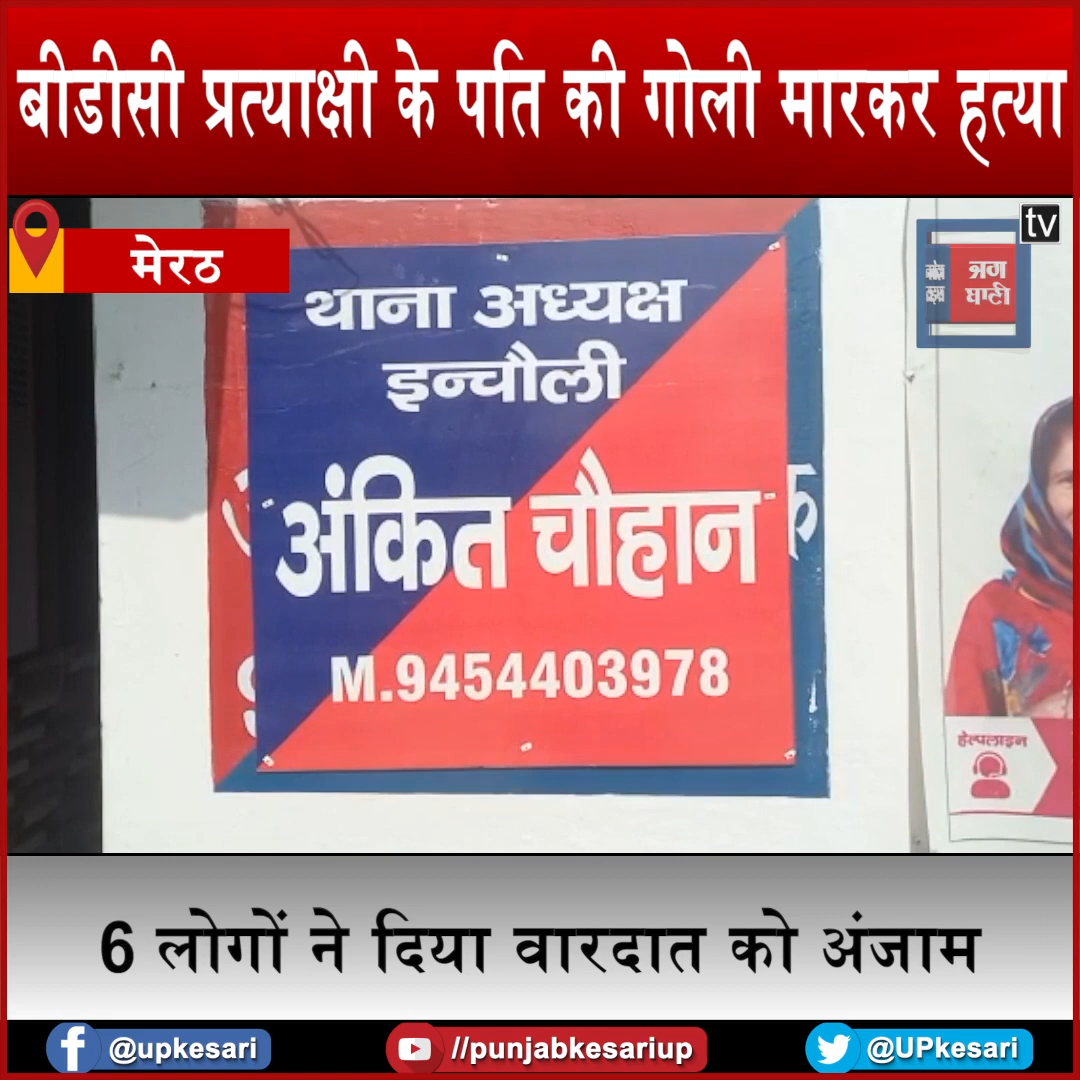 बीडीसी प्रत्याक्षी के पति की गोली मारकर हत्या
मेरठ
tv
थाना अध्यक्ष
इन्चौली
अंकित चौहान
M.9454403978
हेल्पलाइन
6 लोगों ने दिया वारदात को अंजाम
@upkesari
//punjabkesariup
@UPkesari